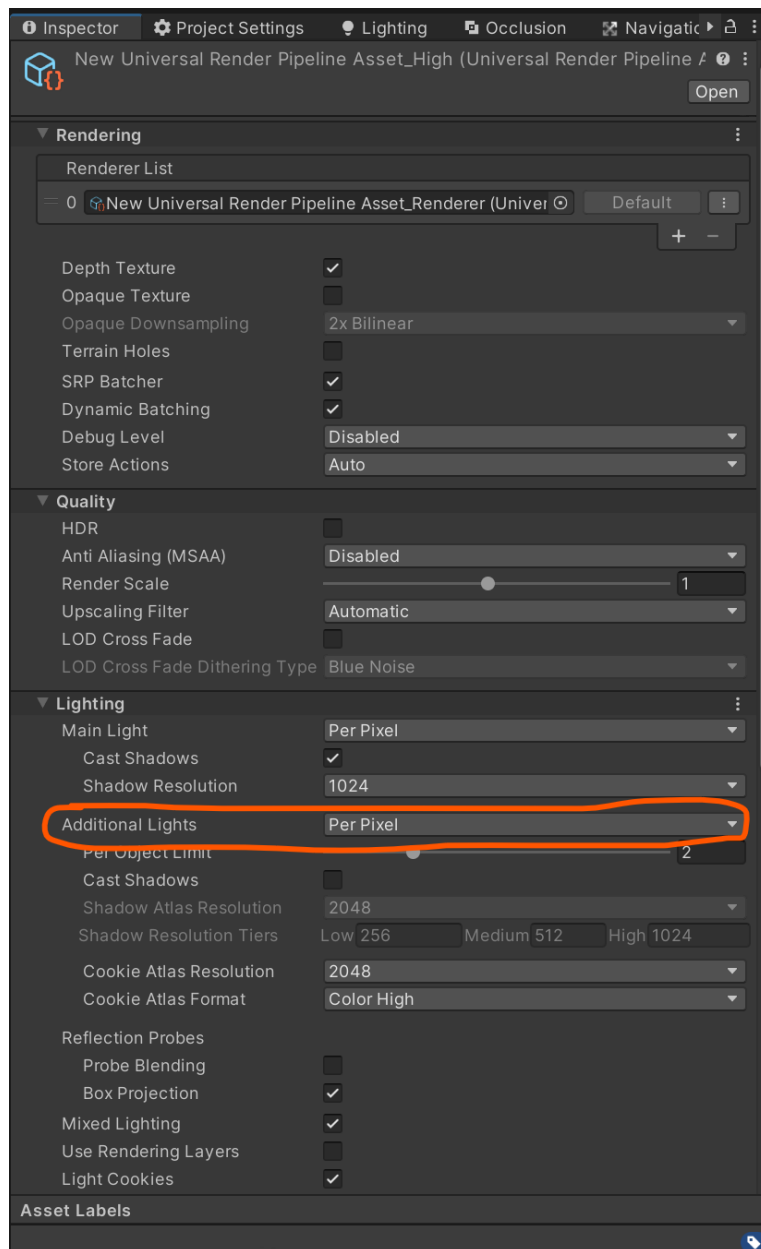 Inspector Project Settings Lighting Occlusion Navigatic
New Universal Render Pipeline Asset_High (Universal Render Pipeline A
Open
Rendering
Renderer List
0 New Universal Render Pipeline Asset_Renderer (Univer Default
+ −
Depth Texture
Opaque Texture
Opaque Downsampling 2x Bilinear
Terrain Holes
SRP Batcher
Dynamic Batching
Debug Level Disabled
Store Actions Auto
Quality
HDR
Anti Aliasing (MSAA) Disabled
Render Scale 1
Upscaling Filter Automatic
LOD Cross Fade
LOD Cross Fade Dithering Type Blue Noise
Lighting
Main Light Per Pixel
Cast Shadows
Shadow Resolution 1024
Additional Lights Per Pixel
Per Object Limit 2
Cast Shadows
Shadow Atlas Resolution 2048
Shadow Resolution Tiers Low 256 Medium 512 High 1024
Cookie Atlas Resolution 2048
Cookie Atlas Format Color High
Reflection Probes
Probe Blending
Box Projection
Mixed Lighting
Use Rendering Layers
Light Cookies
Asset Labels